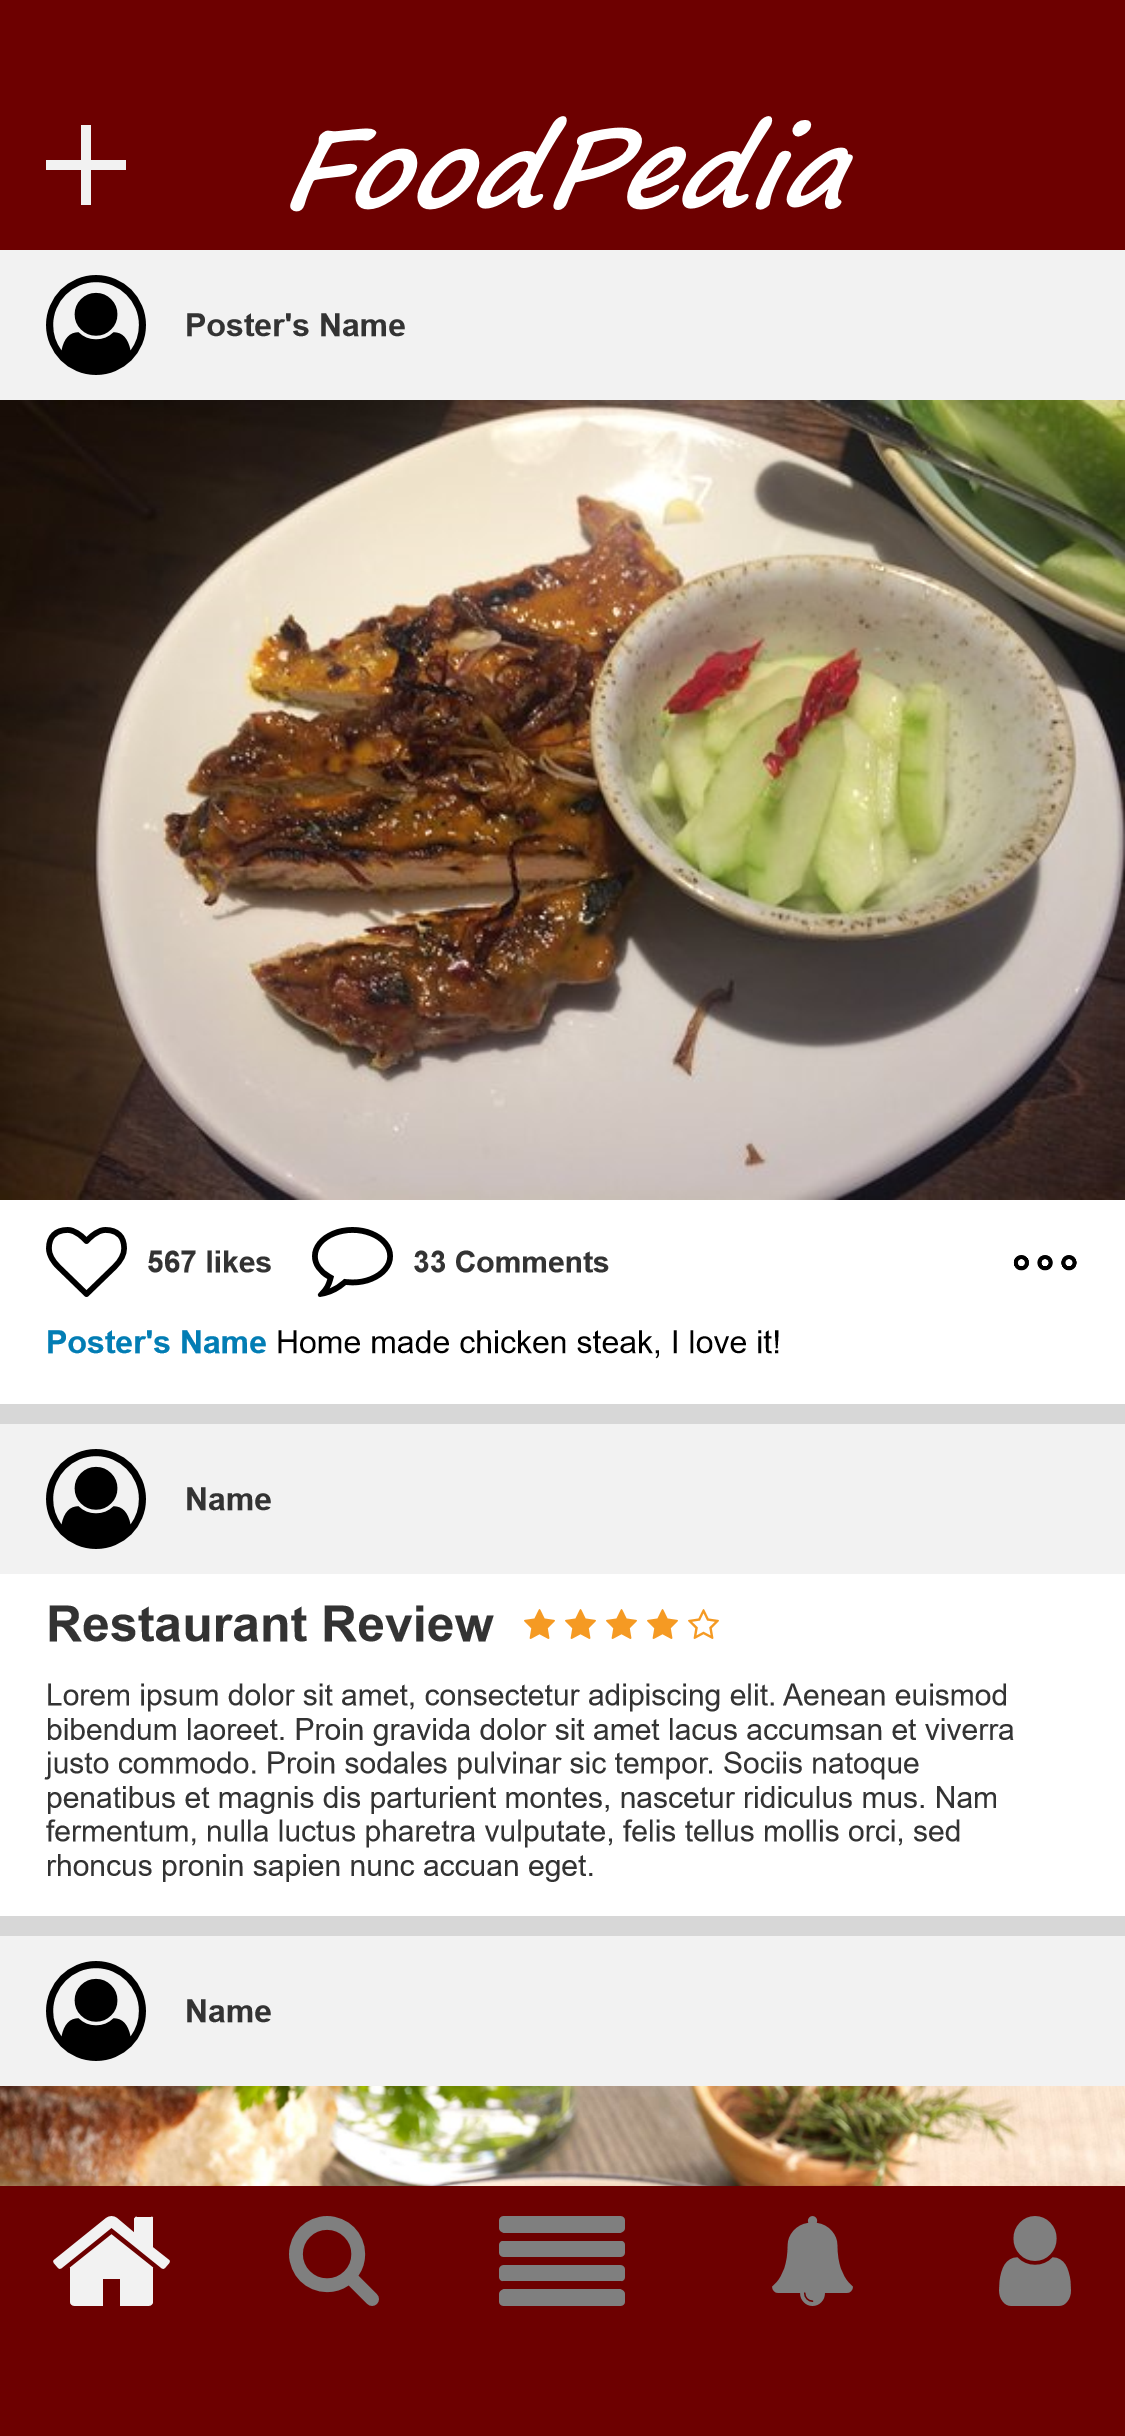 FoodPedia
Poster's Name
567 likes 33 Comments
Poster's Name Home made chicken steak, I love it!
Name
Restaurant Review
Lorem ipsum dolor sit amet, consectetur adipiscing elit. Aenean euismod
bibendum laoreet. Proin gravida dolor sit amet lacus accumsan et viverra
justo commodo. Proin sodales pulvinar sic tempor. Sociis natoque
penatibus et magnis dis parturient montes, nascetur ridiculus mus. Nam
fermentum, nulla luctus pharetra vulputate, felis tellus mollis orci, sed
rhoncus pronin sapien nunc accuan eget.
Name